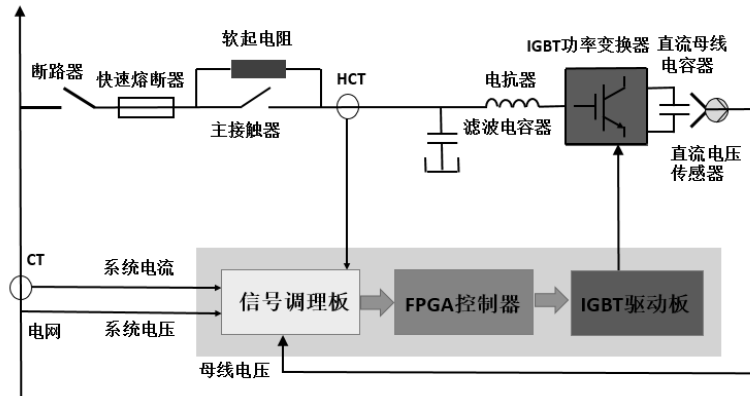 软起电阻
IGBT功率变换器
直流母线
电容器
断路器
快速熔断器
HCT
电抗器
主接触器
滤波电容器
直流电压
传感器
CT
系统电流
信号调理板
FPGA控制器
IGBT驱动板
电网
系统电压
母线电压